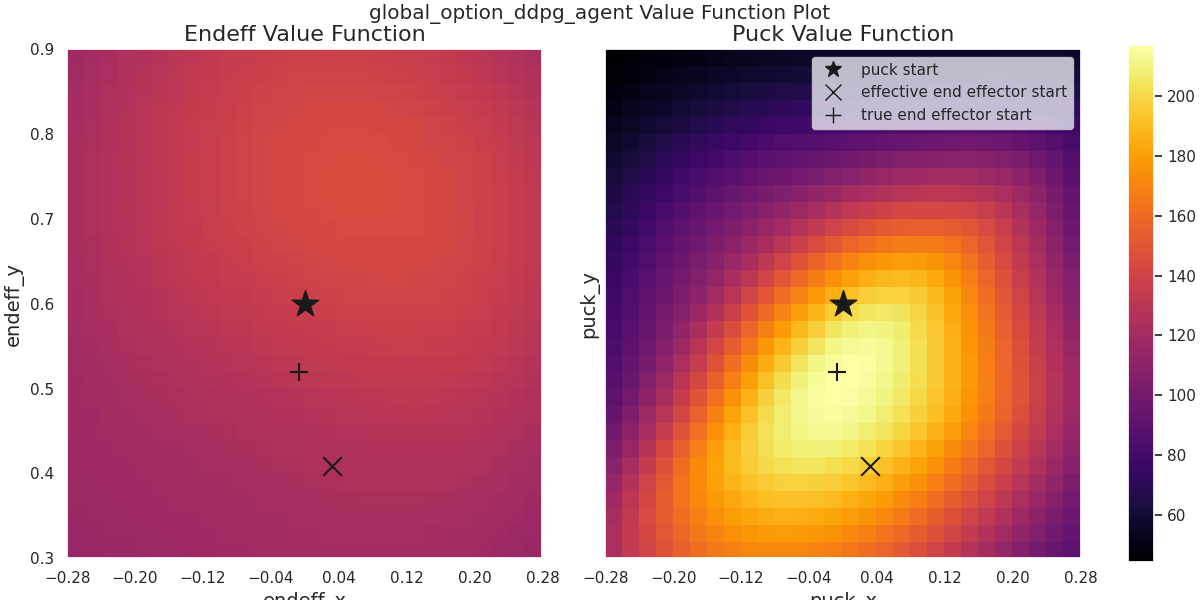 global_option_ddpg_agent Value Function Plot
Endeff Value Function
Puck Value Function
0.9
0.8
0.7
0.6
0.5
0.4
0.3
endeff_y
−0.28 −0.20 −0.12 −0.04 0.04 0.12 0.20 0.28
endeff_x
puck_y
puck start
effective end effector start
true end effector start
−0.28 −0.20 −0.12 −0.04 0.04 0.12 0.20 0.28
puck_x
200
180
160
140
120
100
80
60